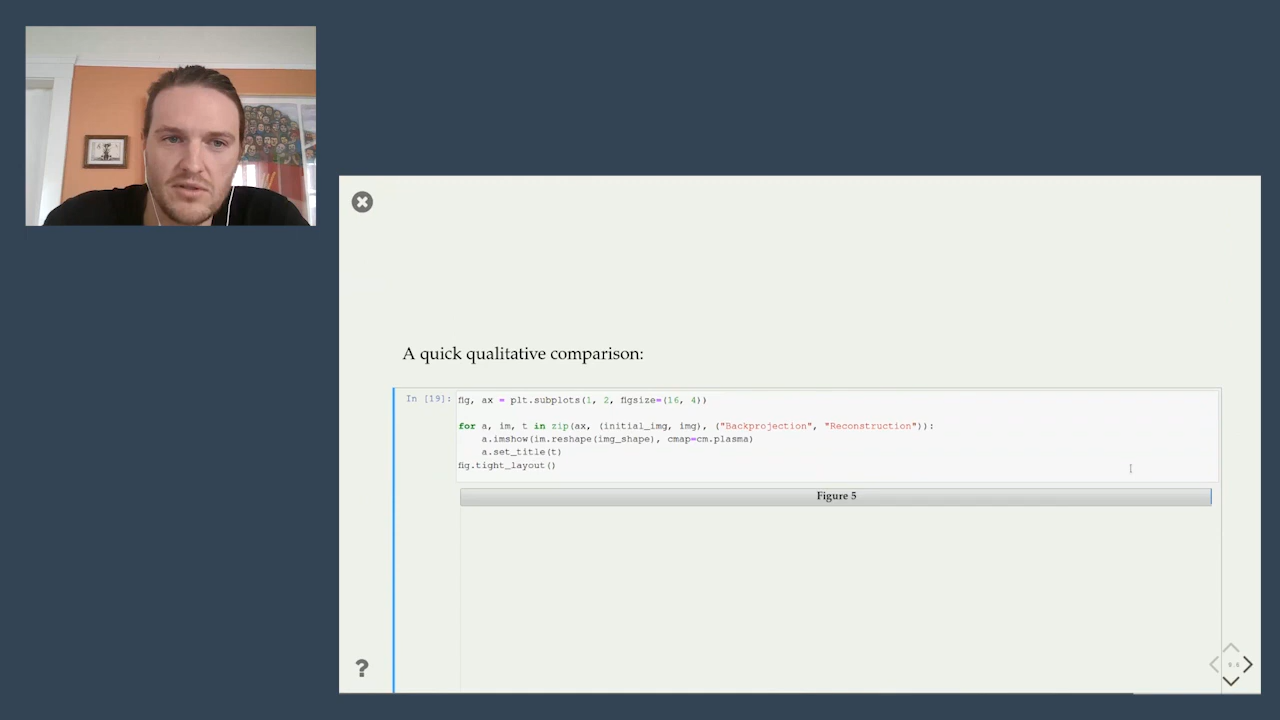 A quick qualitative comparison:
In [19]: fig, ax = plt.subplots(1, 2, figsize=(16, 4))
for a, im, t in zip(ax, (initial_img, img), ("Backprojection", "Reconstruction")):
a.imshow(im.reshape(img_shape), cmap=cm.plasma)
a.set_title(t)
fig.tight_layout()
Figure 5
?